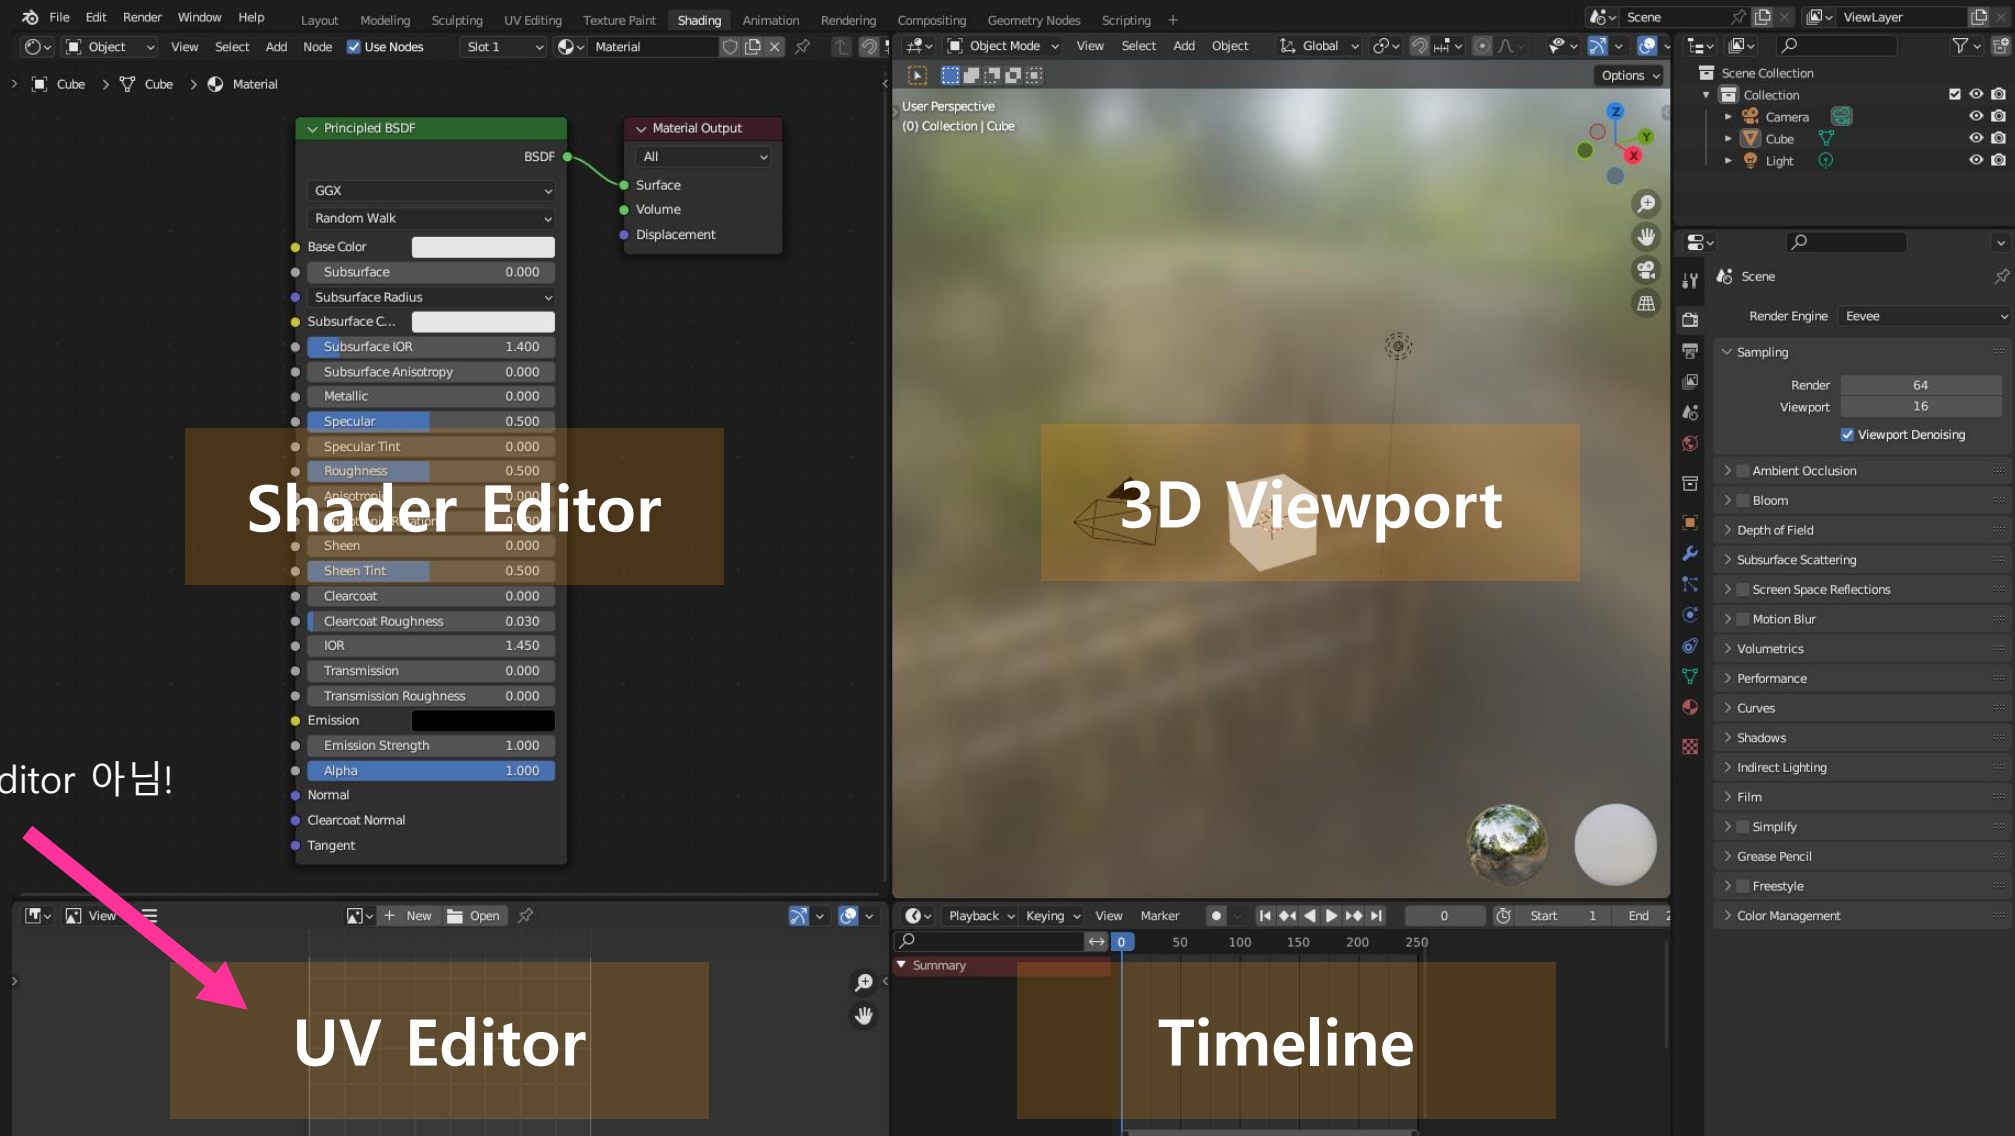 File Edit Render Window Help Layout Modeling Sculpting UV Editing Texture Paint Shading Animation Rendering Compositing Geometry Nodes Scripting + Scene ViewLayer
Object View Select Add Node Use Nodes Slot 1 Material
Object Mode View Select Add Object Global
Cube > Cube > Material
Options
User Perspective
(0) Collection | Cube
Z
Y
X
Principled BSDF
BSDF
GGX
Random Walk
Base Color
Subsurface 0.000
Subsurface Radius
Subsurface C...
Subsurface IOR 1.400
Subsurface Anisotropy 0.000
Metallic 0.000
Specular 0.500
Specular Tint 0.000
Roughness 0.500
Sheen 0.000
Sheen Tint 0.500
Clearcoat 0.000
Clearcoat Roughness 0.030
IOR 1.450
Transmission 0.000
Transmission Roughness 0.000
Emission
Emission Strength 1.000
Alpha 1.000
Normal
Clearcoat Normal
Tangent
Material Output
All
Surface
Volume
Displacement
Shader Editor
3D Viewport
ditor 아님!
View
+ New Open
UV Editor
Playback Keying View Marker 0 Start 1 End
0 50 100 150 200 250
Summary
Timeline
Scene Collection
Collection
Camera
Cube
Light
Scene
Render Engine Eevee
Sampling
Render 64
Viewport 16
Viewport Denoising
Ambient Occlusion
Bloom
Depth of Field
Subsurface Scattering
Screen Space Reflections
Motion Blur
Volumetrics
Performance
Curves
Shadows
Indirect Lighting
Film
Simplify
Grease Pencil
Freestyle
Color Management